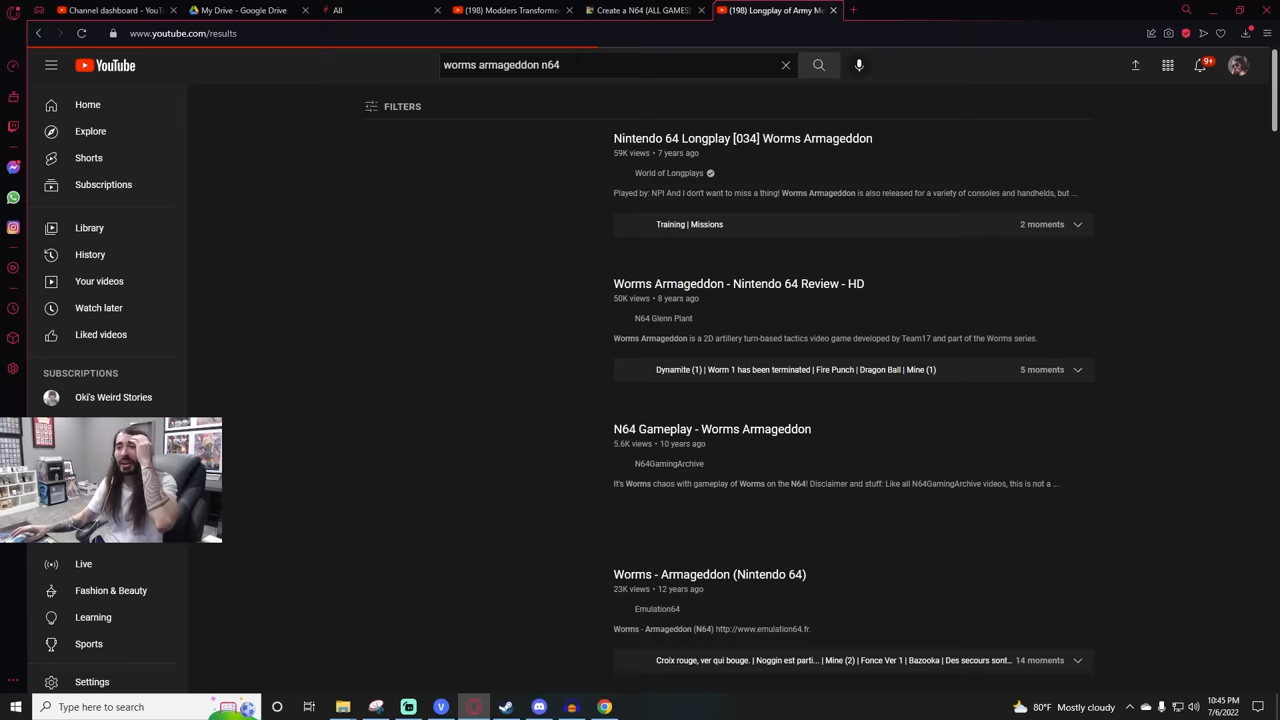 (198) Channel dashboard - YouTu
My Drive - Google Drive
All
(198) Modders Transformer
Create a N64 (ALL GAMES)
(198) Longplay of Army Me
www.youtube.com/results
YouTube
worms armageddon n64
9+
Home
Explore
Shorts
Subscriptions
Library
History
Your videos
Watch later
Liked videos
SUBSCRIPTIONS
Oki's Weird Stories
Live
Fashion & Beauty
Learning
Sports
Settings
FILTERS
Nintendo 64 Longplay [034] Worms Armageddon
59K views • 7 years ago
World of Longplays
Played by: NPI And I don't want to miss a thing! Worms Armageddon is also released for a variety of consoles and handhelds, but ...
Training | Missions
2 moments
Worms Armageddon - Nintendo 64 Review - HD
50K views • 8 years ago
N64 Glenn Plant
Worms Armageddon is a 2D artillery turn-based tactics video game developed by Team17 and part of the Worms series.
Dynamite (1) | Worm 1 has been terminated | Fire Punch | Dragon Ball | Mine (1)
5 moments
N64 Gameplay - Worms Armageddon
5.6K views • 10 years ago
N64GamingArchive
It's Worms chaos with gameplay of Worms on the N64! Disclaimer and stuff: Like all N64GamingArchive videos, this is not a ...
Worms - Armageddon (Nintendo 64)
23K views • 12 years ago
Emulation64
Worms - Armageddon (N64) http://www.emulation64.fr.
Croix rouge, ver qui bouge. | Noggin est parti... | Mine (2) | Fonce Ver 1 | Bazooka | Des secours sont...
14 moments
Type here to search
80°F Mostly cloudy
10:45 PM
7/6/2022